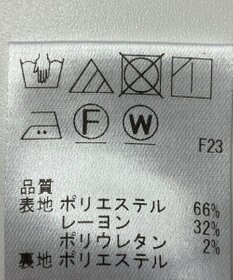 F W F23
品質
表地 ポリエステル 66%
レーヨン 32%
ポリウレタン 2%
裏地 ポリエステル